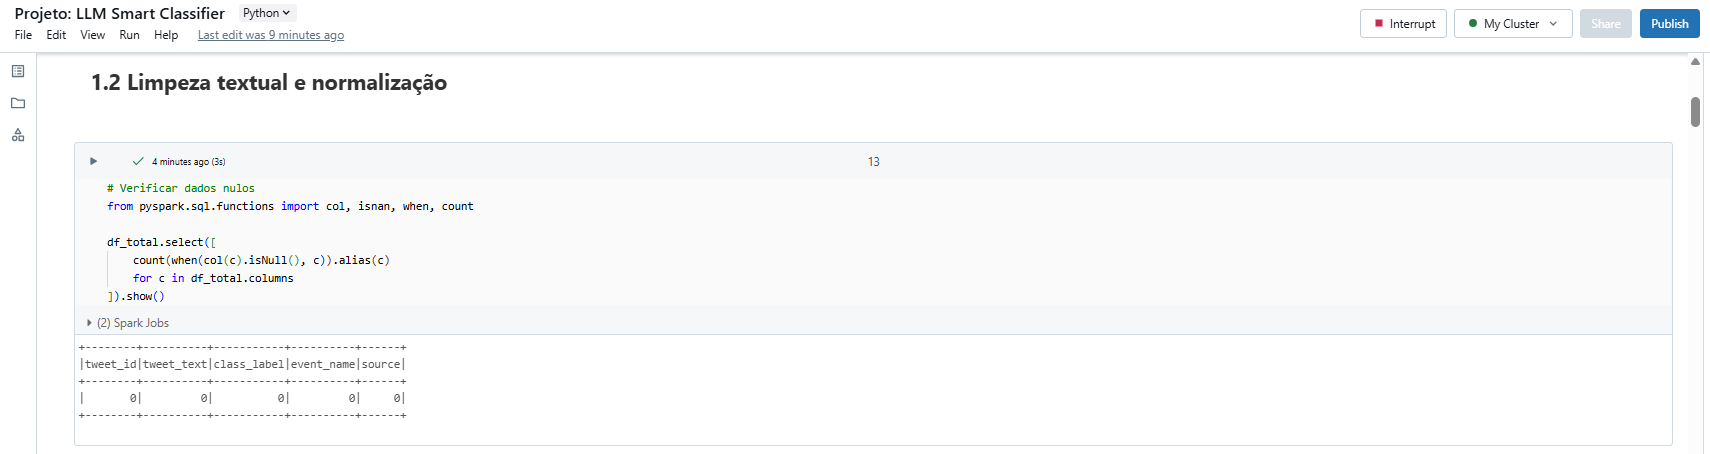 Projeto: LLM Smart Classifier Python
File Edit View Run Help Last edit was 9 minutes ago
Interrupt My Cluster Share Publish
1.2 Limpeza textual e normalização
4 minutes ago (3s) 13
# Verificar dados nulos
from pyspark.sql.functions import col, isnan, when, count
df_total.select([
    count(when(col(c).isNull(), c)).alias(c)
    for c in df_total.columns
]).show()
(2) Spark Jobs
+--------+----------+-----------+----------+------+
|tweet_id|tweet_text|class_label|event_name|source|
+--------+----------+-----------+----------+------+
|       0|         0|          0|         0|     0|
+--------+----------+-----------+----------+------+